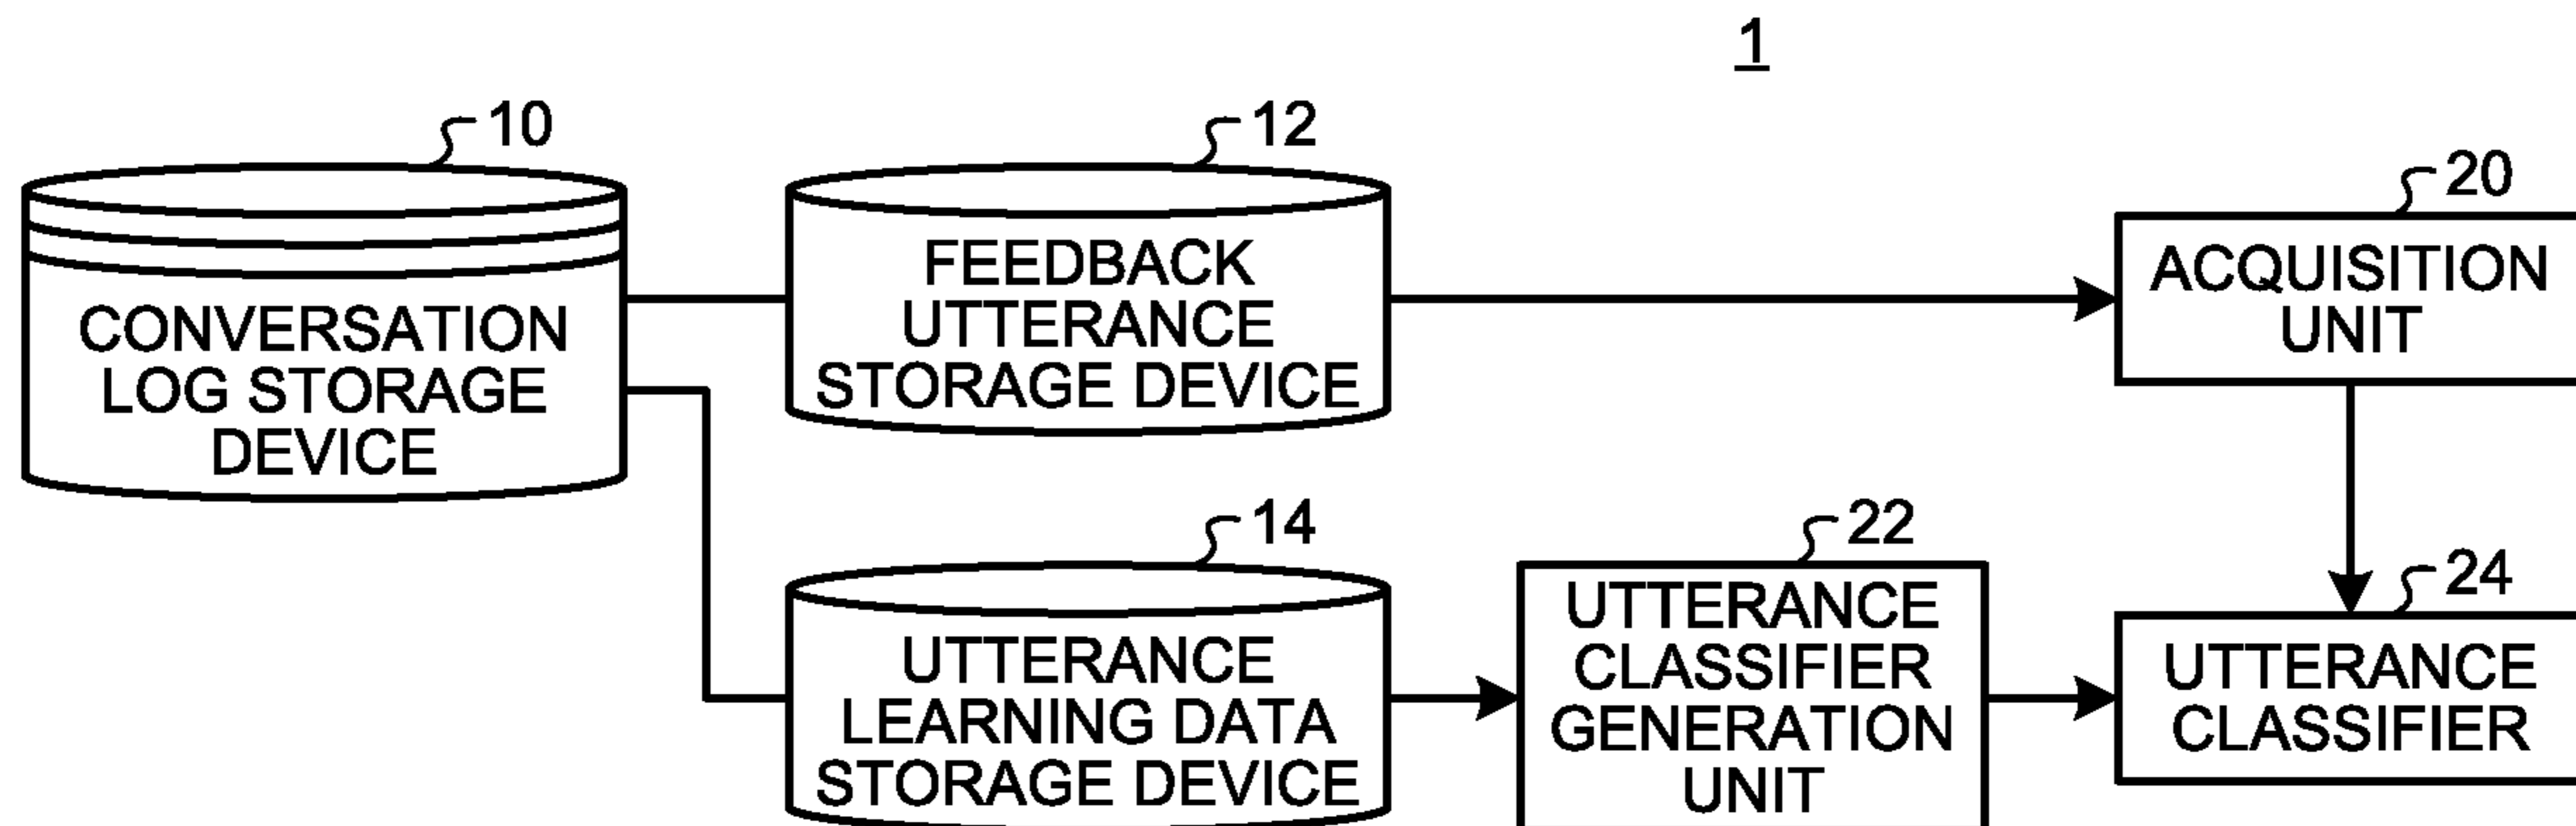 1
10
CONVERSATION
LOG STORAGE
DEVICE
12
FEEDBACK
UTTERANCE
STORAGE DEVICE
20
ACQUISITION
UNIT
14
UTTERANCE
LEARNING DATA
STORAGE DEVICE
22
UTTERANCE
CLASSIFIER
GENERATION
UNIT
24
UTTERANCE
CLASSIFIER